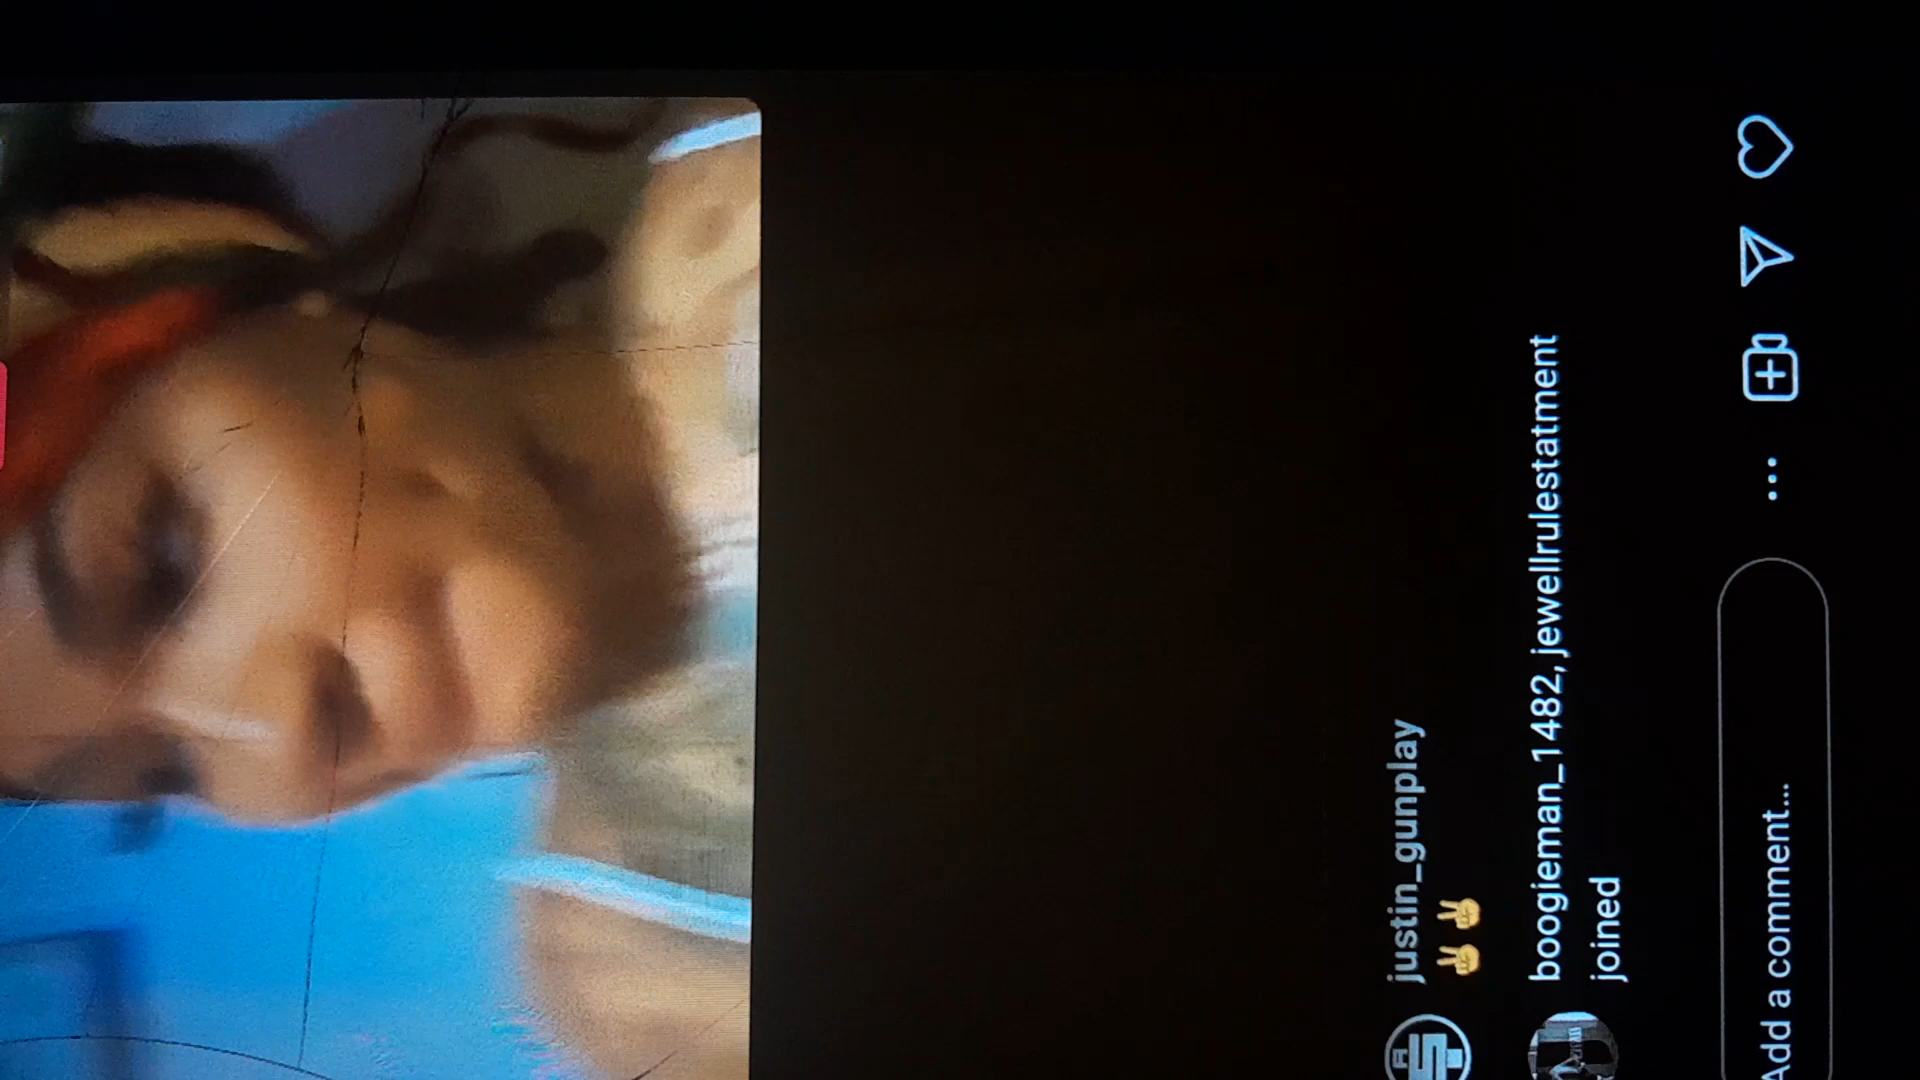 justin_gunplay
✌️✌️
boogieman_1482, jewellrulestatment
joined
Add a comment...